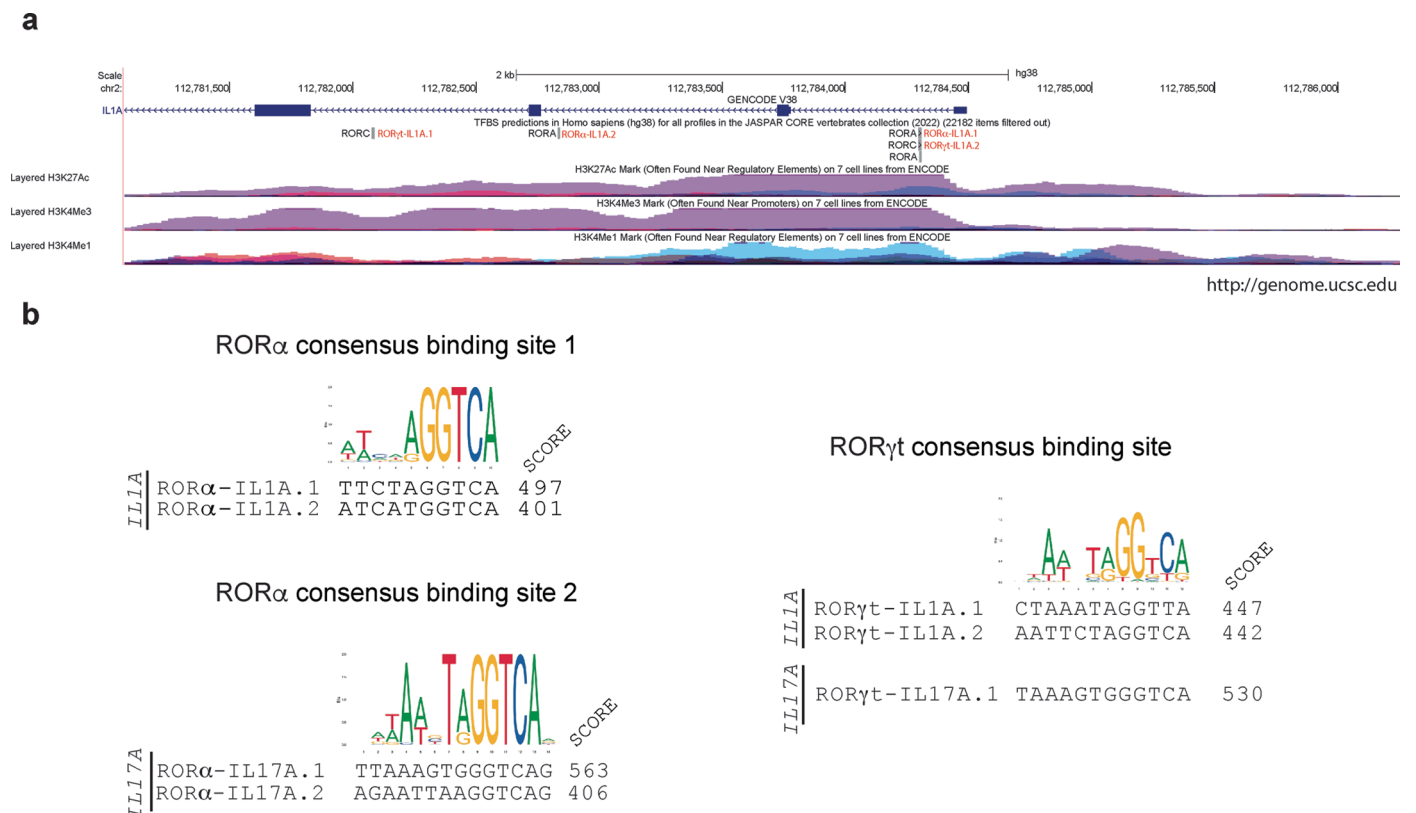 a
Scale 2 kb hg38
chr2: 112,781,500 112,782,000 112,782,500 112,783,000 112,783,500 112,784,000 112,784,500 112,785,000 112,785,500 112,786,000
GENCODE V38
IL1A
TFBS predictions in Homo sapiens (hg38) for all profiles in the JASPAR CORE vertebrates collection (2022) (22182 items filtered out)
RORC RORγt-IL1A.1 RORA RORα-IL1A.2 RORA RORα-IL1A.1
RORC RORγt-IL1A.2
RORA
H3K27Ac Mark (Often Found Near Regulatory Elements) on 7 cell lines from ENCODE
Layered H3K27Ac
H3K4Me3 Mark (Often Found Near Promoters) on 7 cell lines from ENCODE
Layered H3K4Me3
H3K4Me1 Mark (Often Found Near Regulatory Elements) on 7 cell lines from ENCODE
Layered H3K4Me1
http://genome.ucsc.edu
b
RORα consensus binding site 1
AGGTCA
SCORE
IL1A
RORα-IL1A.1 TTCTAGGTCA 497
RORα-IL1A.2 ATCATGGTCA 401
RORα consensus binding site 2
SCORE
IL17A
RORα-IL17A.1 TTAAAGTGGGTCAG 563
RORα-IL17A.2 AGAATTAAGGTCAG 406
RORγt consensus binding site
SCORE
IL1A
RORγt-IL1A.1 CTAAATAGGTTA 447
RORγt-IL1A.2 AATTCTAGGTCA 442
IL17A
RORγt-IL17A.1 TAAAGTGGGTCA 530